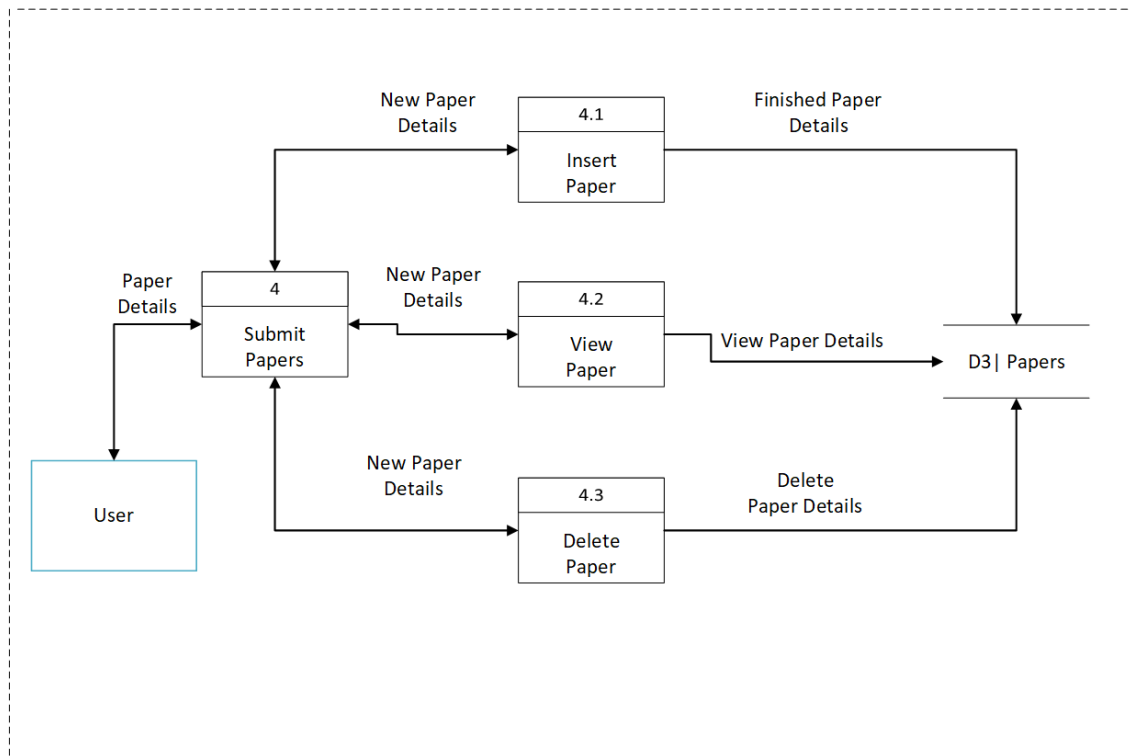 New Paper
Details
4.1
Insert
Paper
Finished Paper
Details
Paper
Details
4
Submit
Papers
New Paper
Details
4.2
View
Paper
View Paper Details
D3| Papers
User
New Paper
Details
4.3
Delete
Paper
Delete
Paper Details